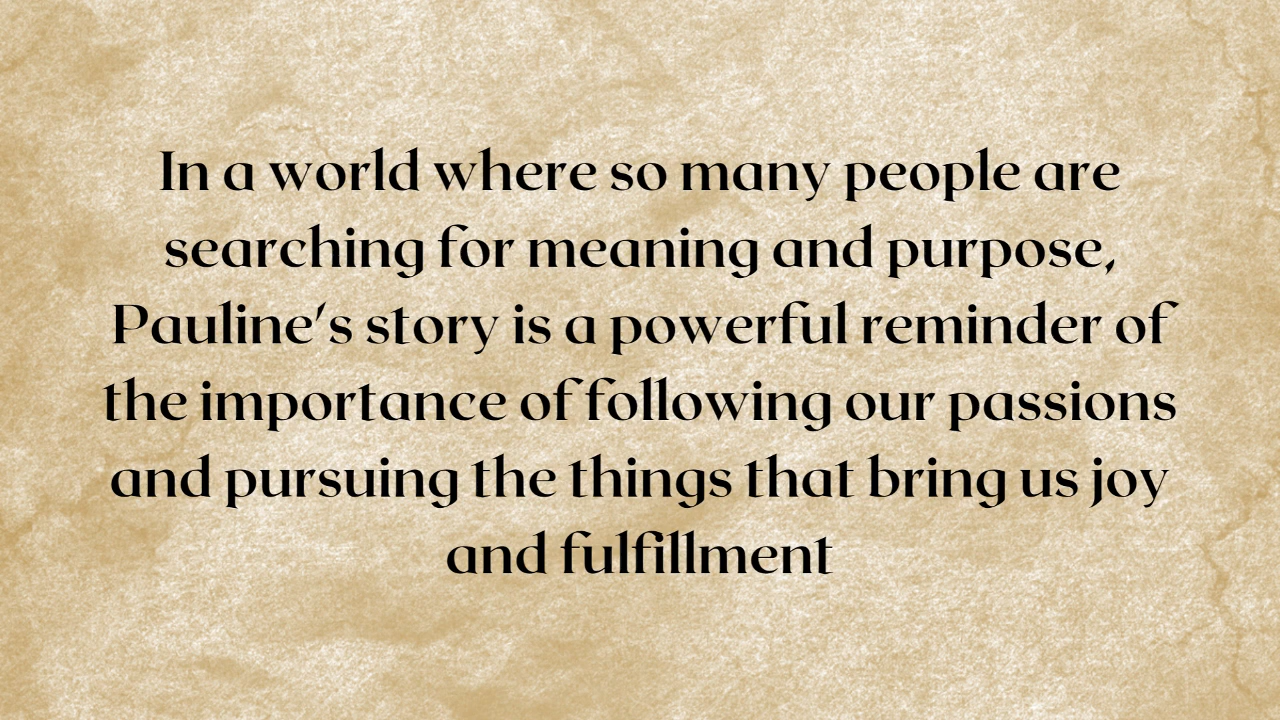 In a world where so many people are
searching for meaning and purpose,
Pauline's story is a powerful reminder of
the importance of following our passions
and pursuing the things that bring us joy
and fulfillment